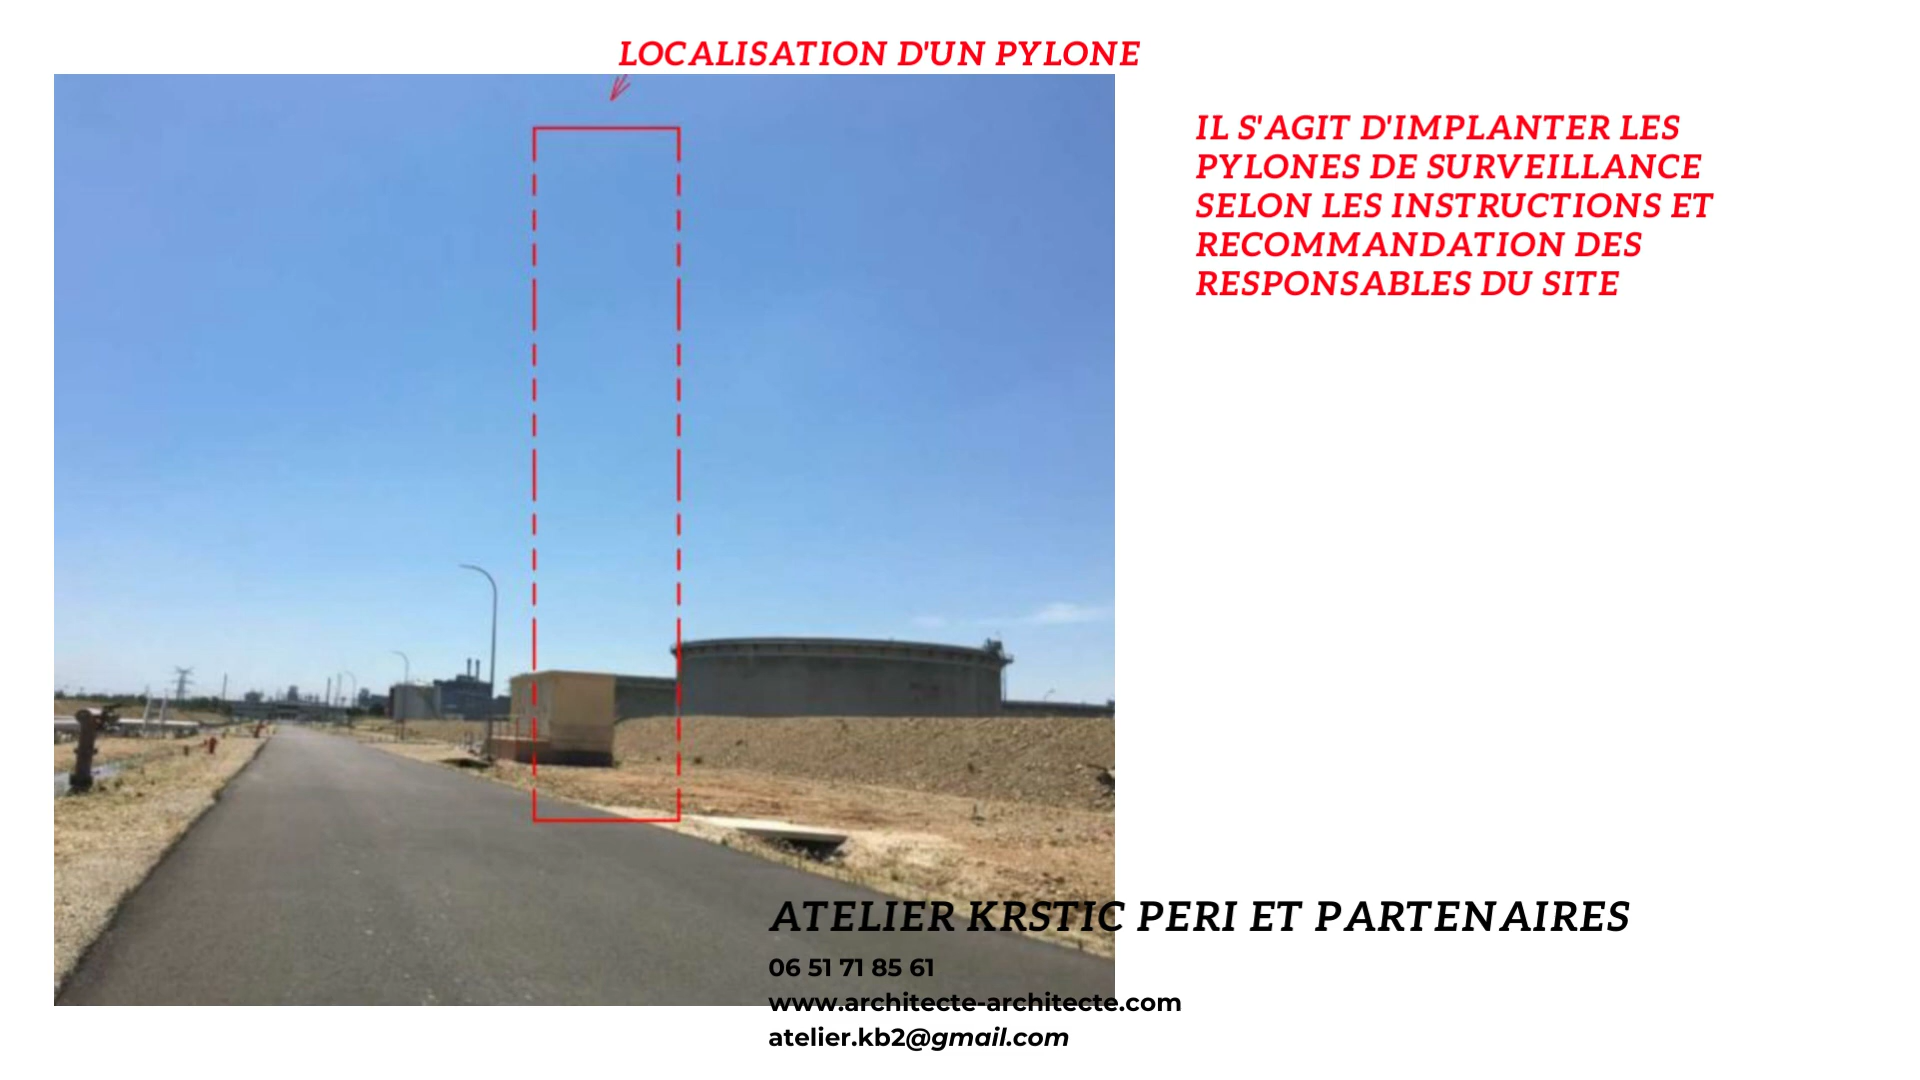 LOCALISATION D'UN PYLONE
IL S'AGIT D'IMPLANTER LES
PYLONES DE SURVEILLANCE
SELON LES INSTRUCTIONS ET
RECOMMANDATION DES
RESPONSABLES DU SITE
ATELIER KRSTIC PERI ET PARTENAIRES
06 51 71 85 61
www.architecte-architecte.com
atelier.kb2@gmail.com